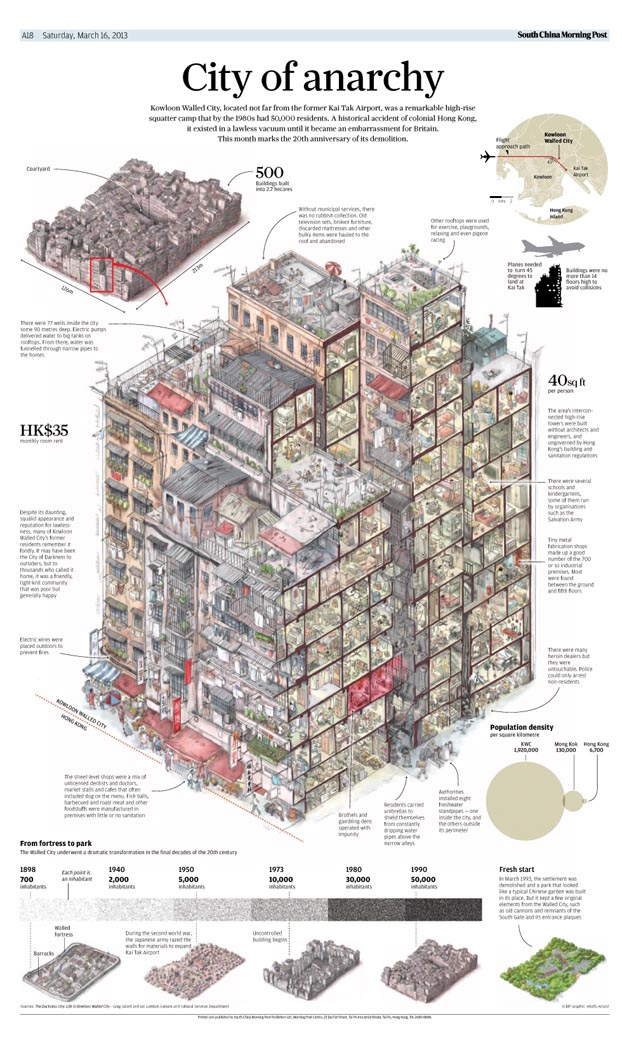 A18 Saturday, March 16, 2013
South China Morning Post
City of anarchy
Kowloon Walled City, located not far from the former Kai Tak Airport, was a remarkable high-rise
squatter camp that by the 1980s had 50,000 residents. A historical accident of colonial Hong Kong,
it existed in a lawless vacuum until it became an embarrassment for Britain.
This month marks the 20th anniversary of its demolition.
Courtyard
500
Buildings built
into 2.7 hecares
126m
213m
Flight
approach path
Kowloon
Walled City
Kai Tak
Airport
Kowloon
Hong Kong
Island
Planes needed
to turn 45
degrees to
land at
Kai Tak
Buildings were no
more than 14
floors high to
avoid collisions
Without municipal services, there
was no rubbish collection. Old
television sets, broken furniture,
discarded mattresses and other
bulky items were hauled to the
roof and abandoned
Other rooftops were used
for exercise, playgrounds,
relaxing and even pigeon
racing
There were 77 wells inside the city
some 90 metres deep. Electric pumps
delivered water to big tanks on
rooftops. From there, water was
funnelled through narrow pipes to
the homes
HK$35
monthly room rent
40sq ft
per person
The area's intercon-
nected high-rise
towers were built
without architects and
engineers, and
ungoverned by Hong
Kong's building and
sanitation regulations
There were several
schools and
kindergartens,
some of them run
by organisations
such as the
Salvation Army
Tiny metal
fabrication shops
made up a good
number of the 700
or so industrial
premises. Most
were found
between the ground
and fifth floors
There were many
heroin dealers but
they were
untouchable. Police
could only arrest
non-residents
Despite its daunting,
squalid appearance and
reputation for lawless-
ness, many of Kowloon
Walled City's former
residents remember it
fondly. It may have been
the City of Darkness to
outsiders, but to
thousands who called it
home, it was a friendly,
tight-knit community
that was poor but
generally happy
Electric wires were
placed outdoors to
prevent fires
KOWLOON WALLED CITY
HONG KONG
The street-level shops were a mix of
unlicensed dentists and doctors,
market stalls and cafes that often
included dog on the menu. Fish balls,
barbecued and roast meat and other
foodstuffs were manufactured in
premises with little or no sanitation
Brothels and
gambling dens
operated with
impunity
Residents carried
umbrellas to
shield themselves
from constantly
dripping water
pipes above the
narrow alleys
Authorities
installed eight
freshwater
standpipes – one
inside the city, and
the others outside
its perimeter
Population density
per square kilometre
KWC
1,920,000
Mong Kok
130,000
Hong Kong
6,700
From fortress to park
The Walled City underwent a dramatic transformation in the final decades of the 20th century
1898
700
inhabitants
Each point is
an inhabitant
1940
2,000
inhabitants
1950
5,000
inhabitants
1973
10,000
inhabitants
1980
30,000
inhabitants
1990
50,000
inhabitants
Walled
fortress
Barracks
During the second world war,
the Japanese army razed the
walls for materials to expand
Kai Tak Airport
Uncontrolled
building begins
Fresh start
In March 1993, the settlement was
demolished and a park that looked
like a typical Chinese garden was built
in its place. But it kept a few original
elements from the Walled City, such
as old cannons and remnants of the
South Gate and its entrance plaques